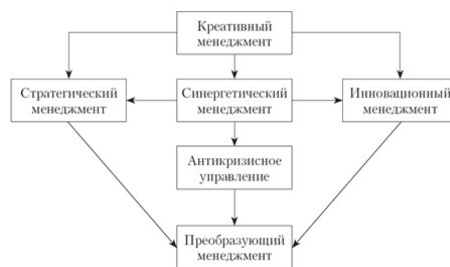 Креативный
менеджмент
Стратегический
менеджмент
Синергетический
менеджмент
Инновационный
менеджмент
Антикризисное
управление
Преобразующий
менеджмент